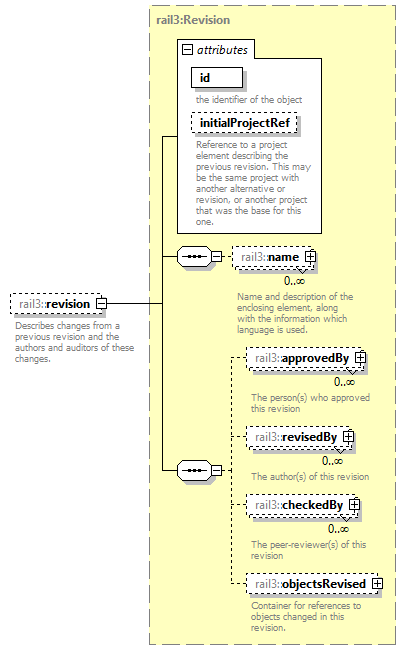 rail3:Revision
attributes
id
the identifier of the object
initialProjectRef
Reference to a project
element describing the
previous revision. This may
be the same project with
another alternative or
revision, or another project
that was the base for this
one.
rail3::name
0..∞
Name and description of the
enclosing element, along
with the information which
language is used.
rail3::revision
Describes changes from a
previous revision and the
authors and auditors of these
changes.
rail3::approvedBy
0..∞
The person(s) who approved
this revision
rail3::revisedBy
0..∞
The author(s) of this revision
rail3::checkedBy
0..∞
The peer-reviewer(s) of this
revision
rail3::objectsRevised
Container for references to
objects changed in this
revision.